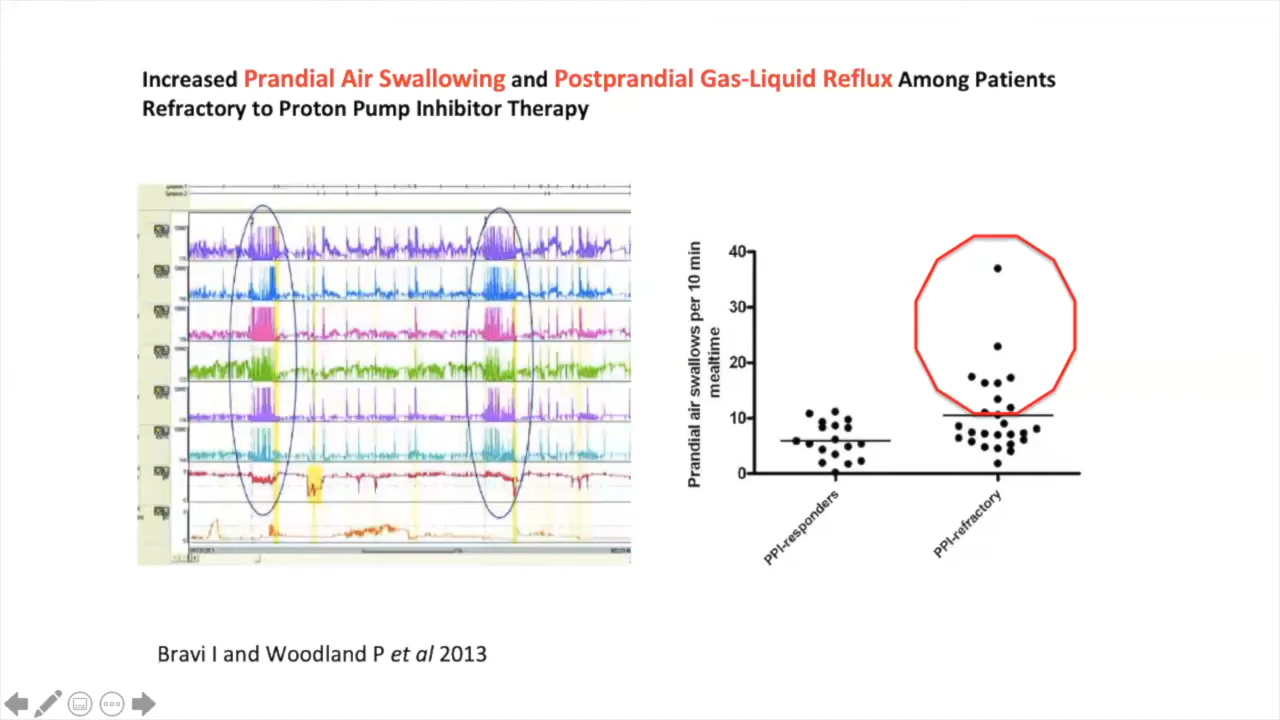 Increased Prandial Air Swallowing and Postprandial Gas-Liquid Reflux Among Patients
Refractory to Proton Pump Inhibitor Therapy
Prandial air swallows per 10 min
mealtime
40
30
20
10
0
PPI-responders
PPI-refractory
Bravi I and Woodland P et al 2013